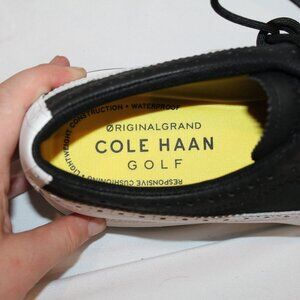 LIGHTWEIGHT CONSTRUCTION • WATERPROOF
ØRIGINALGRAND
COLE HAAN
GOLF
RESPONSIVE CUSHIONING